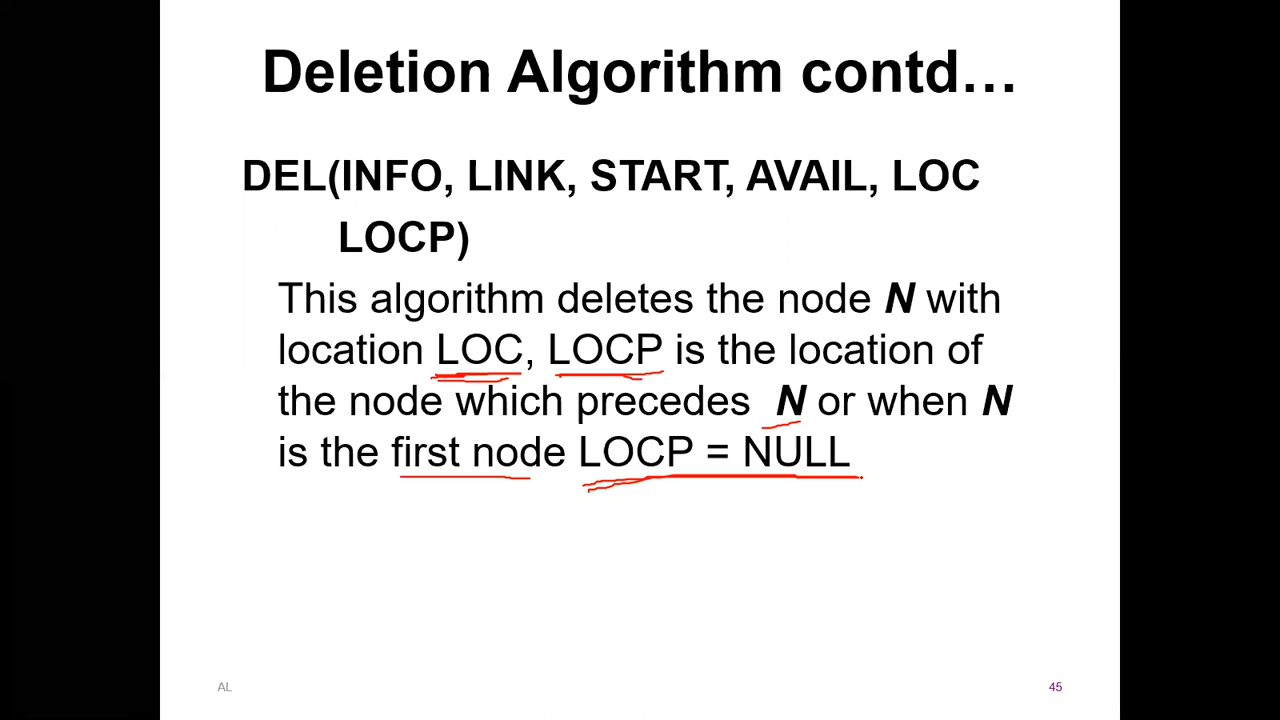 Deletion Algorithm contd…
DEL(INFO, LINK, START, AVAIL, LOC
LOCP)
This algorithm deletes the node N with
location LOC, LOCP is the location of
the node which precedes N or when N
is the first node LOCP = NULL
AL
45